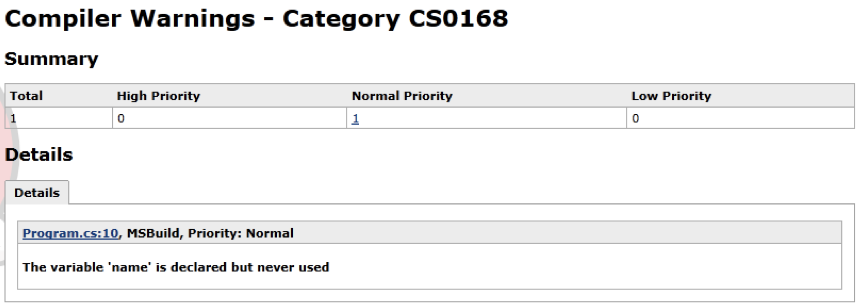 Compiler Warnings - Category CS0168
Summary
Total High Priority Normal Priority Low Priority
1 0 1 0
Details
Details
Program.cs:10, MSBuild, Priority: Normal
The variable 'name' is declared but never used